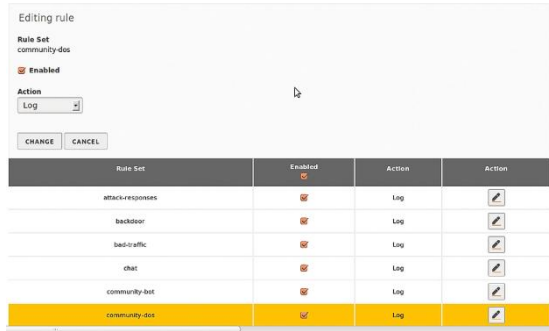 Editing rule
Rule Set
community-dos
Enabled
Action
Log
CHANGE CANCEL
Rule Set Enabled Action Action
attack-responses Log
backdoor Log
bad-traffic Log
chat Log
community-bot Log
community-dos Log